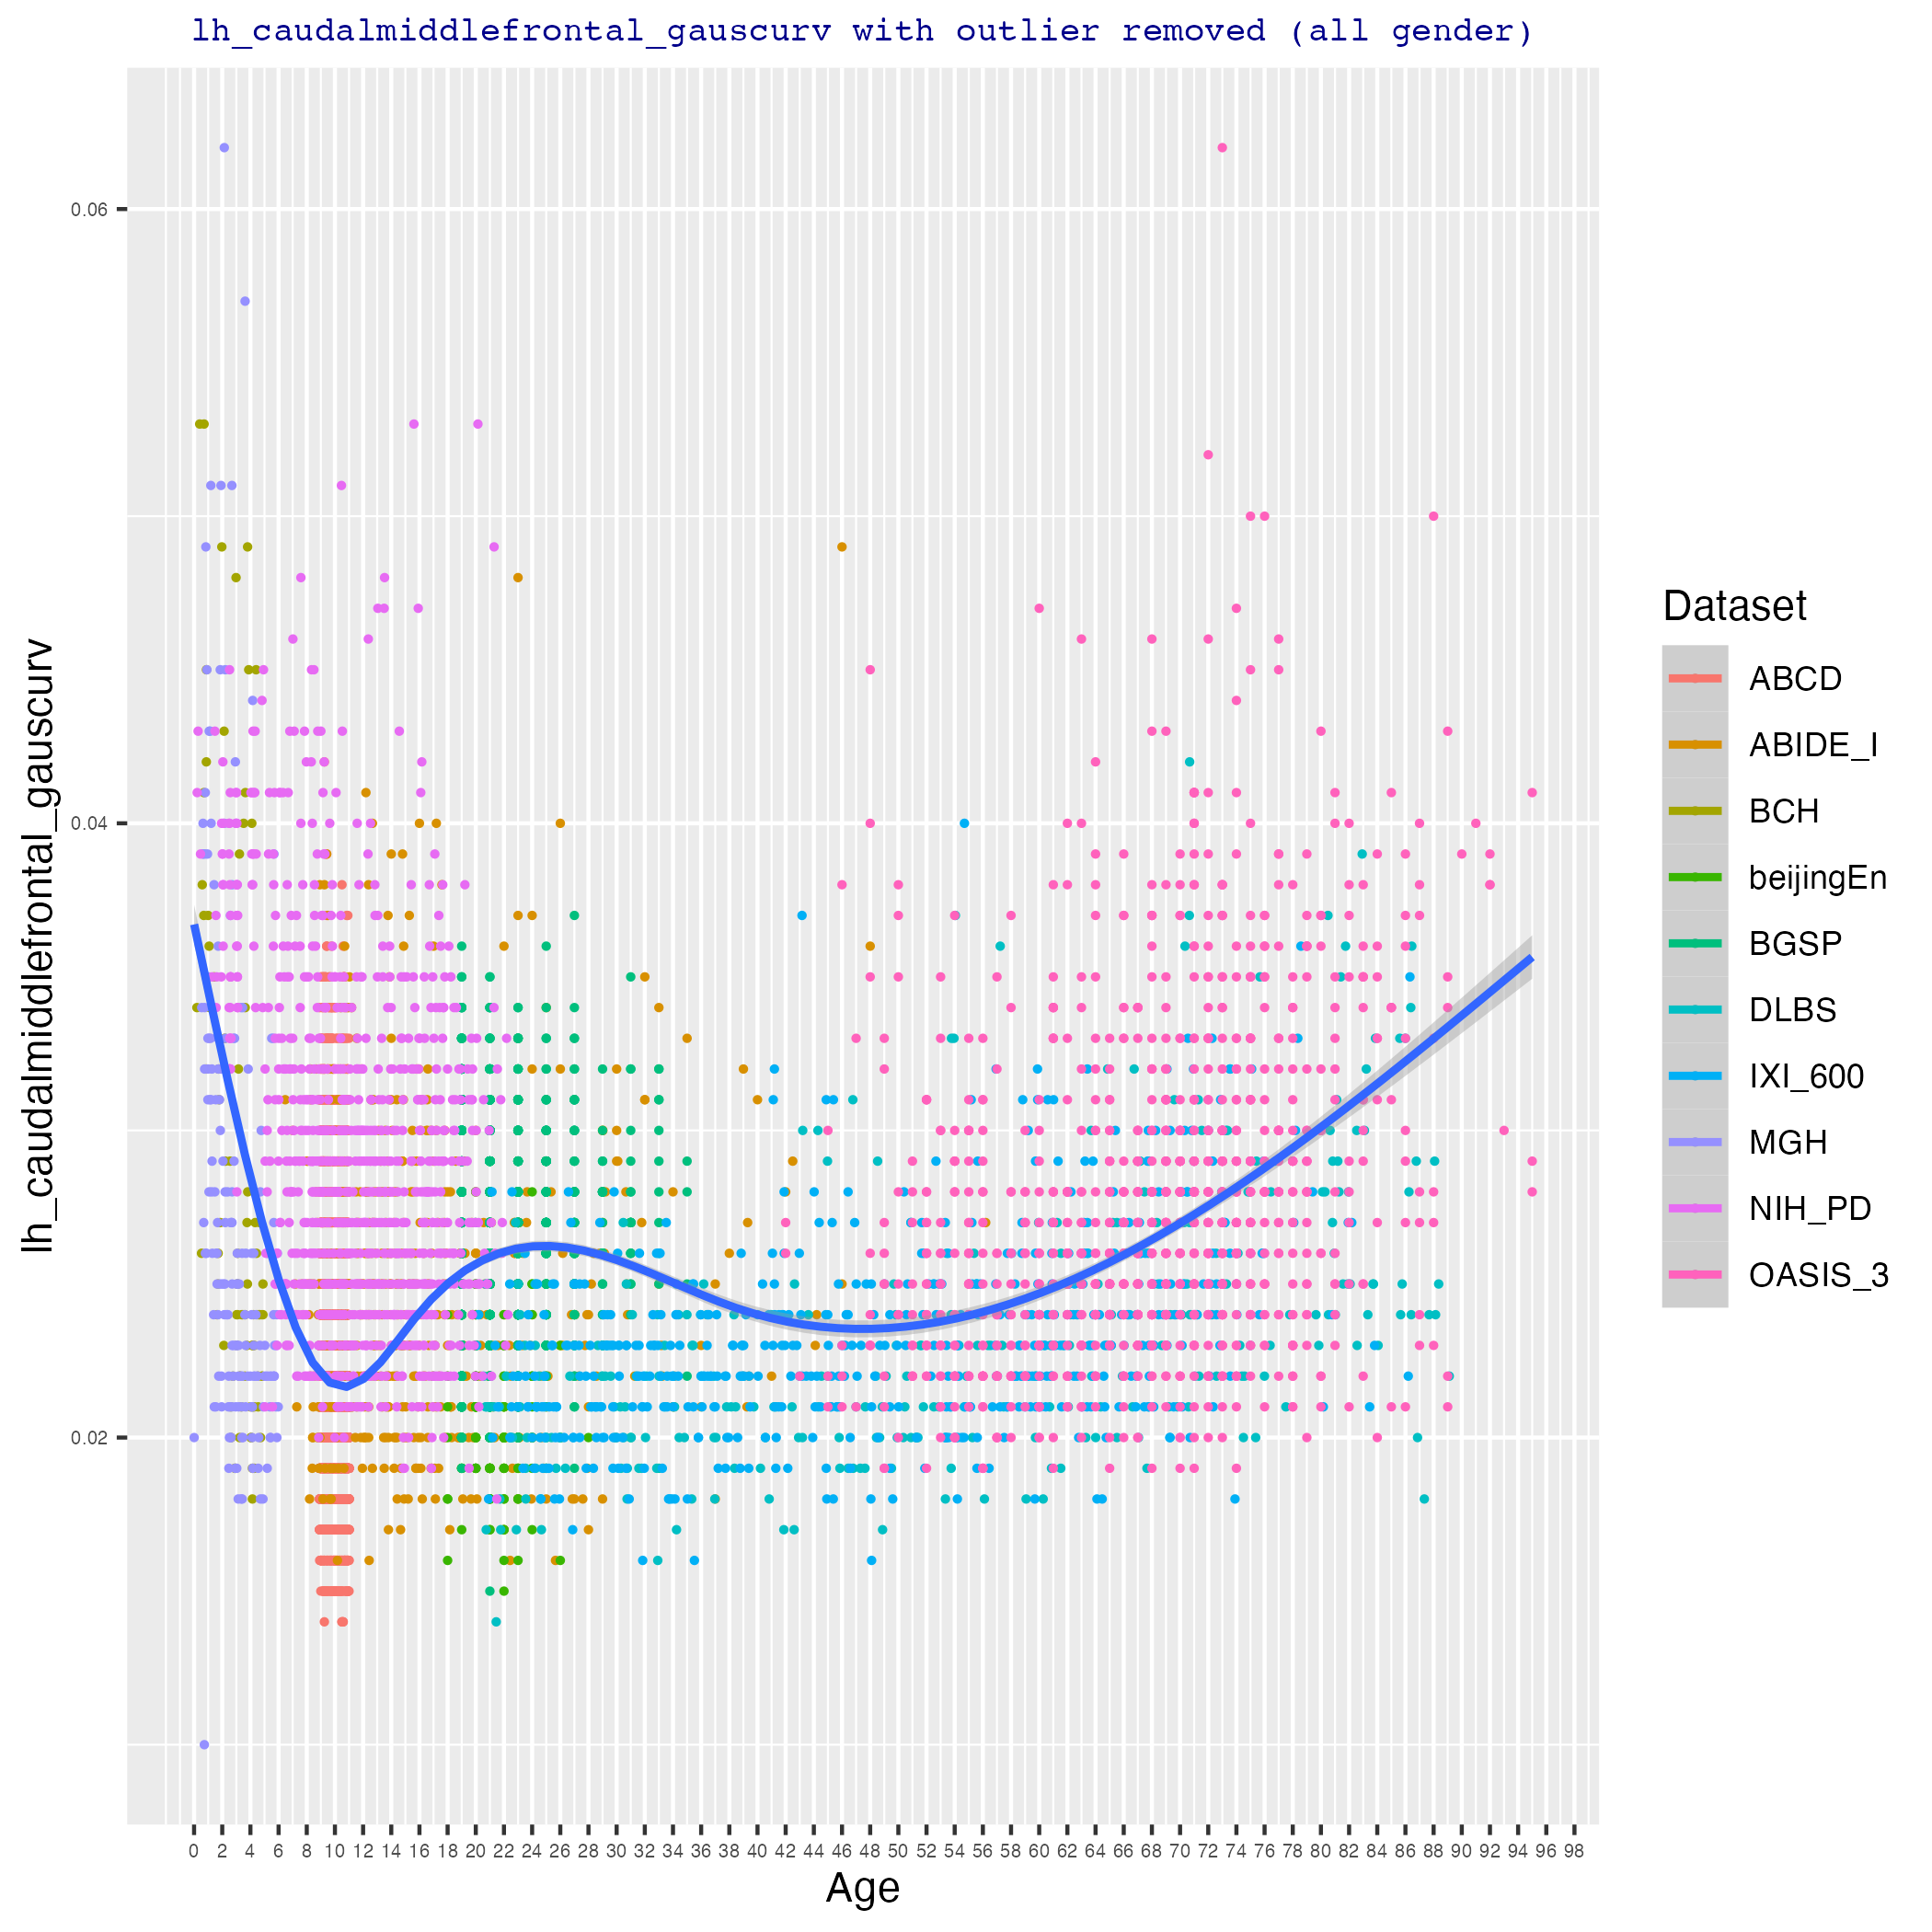 lh_caudalmiddlefrontal_gauscurv with outlier removed (all gender)
lh_caudalmiddlefrontal_gauscurv
0.06
0.04
0.02
0 2 4 6 8 10 12 14 16 18 20 22 24 26 28 30 32 34 36 38 40 42 44 46 48 50 52 54 56 58 60 62 64 66 68 70 72 74 76 78 80 82 84 86 88 90 92 94 96 98
Age
Dataset
ABCD
ABIDE_I
BCH
beijingEn
BGSP
DLBS
IXI_600
MGH
NIH_PD
OASIS_3